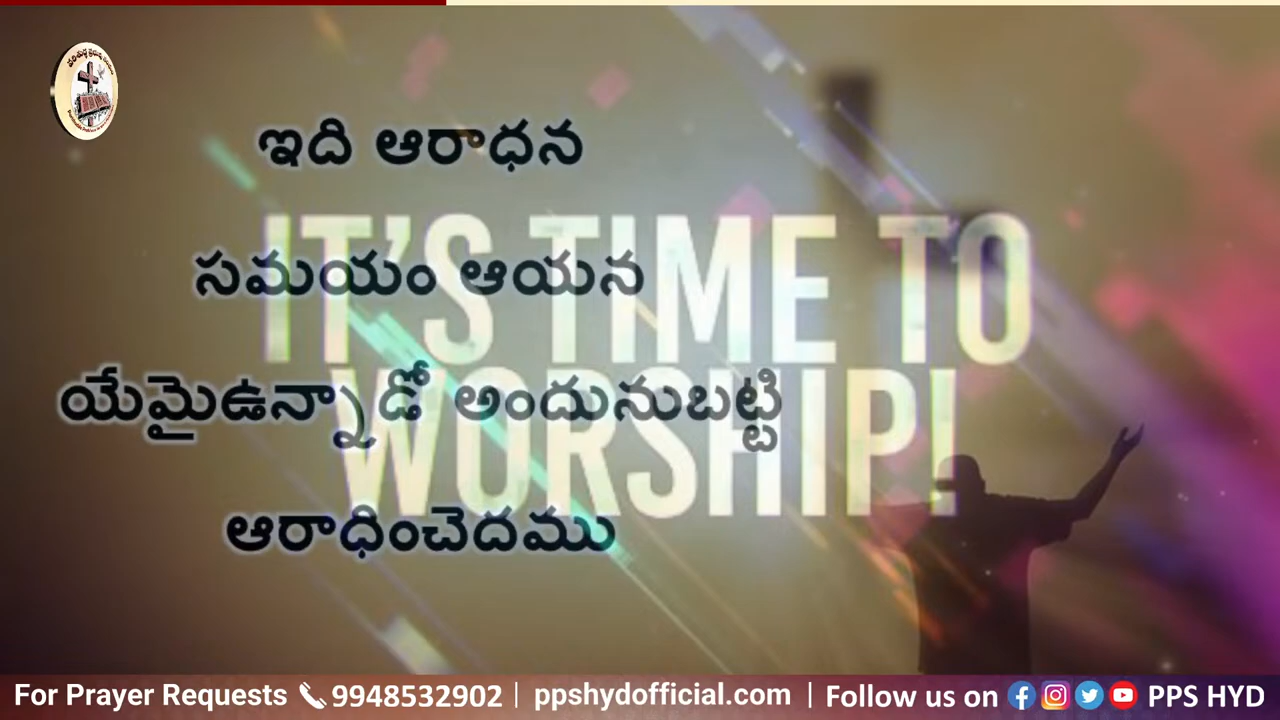 ఇది ఆరాధన
సమయం ఆయన
యేమైఉన్నాడో అందునుబట్టి
ఆరాధించెదము
IT'S TIME TO
WORSHIP!
For Prayer Requests 9948532902 | ppshydofficial.com | Follow us on PPS HYD